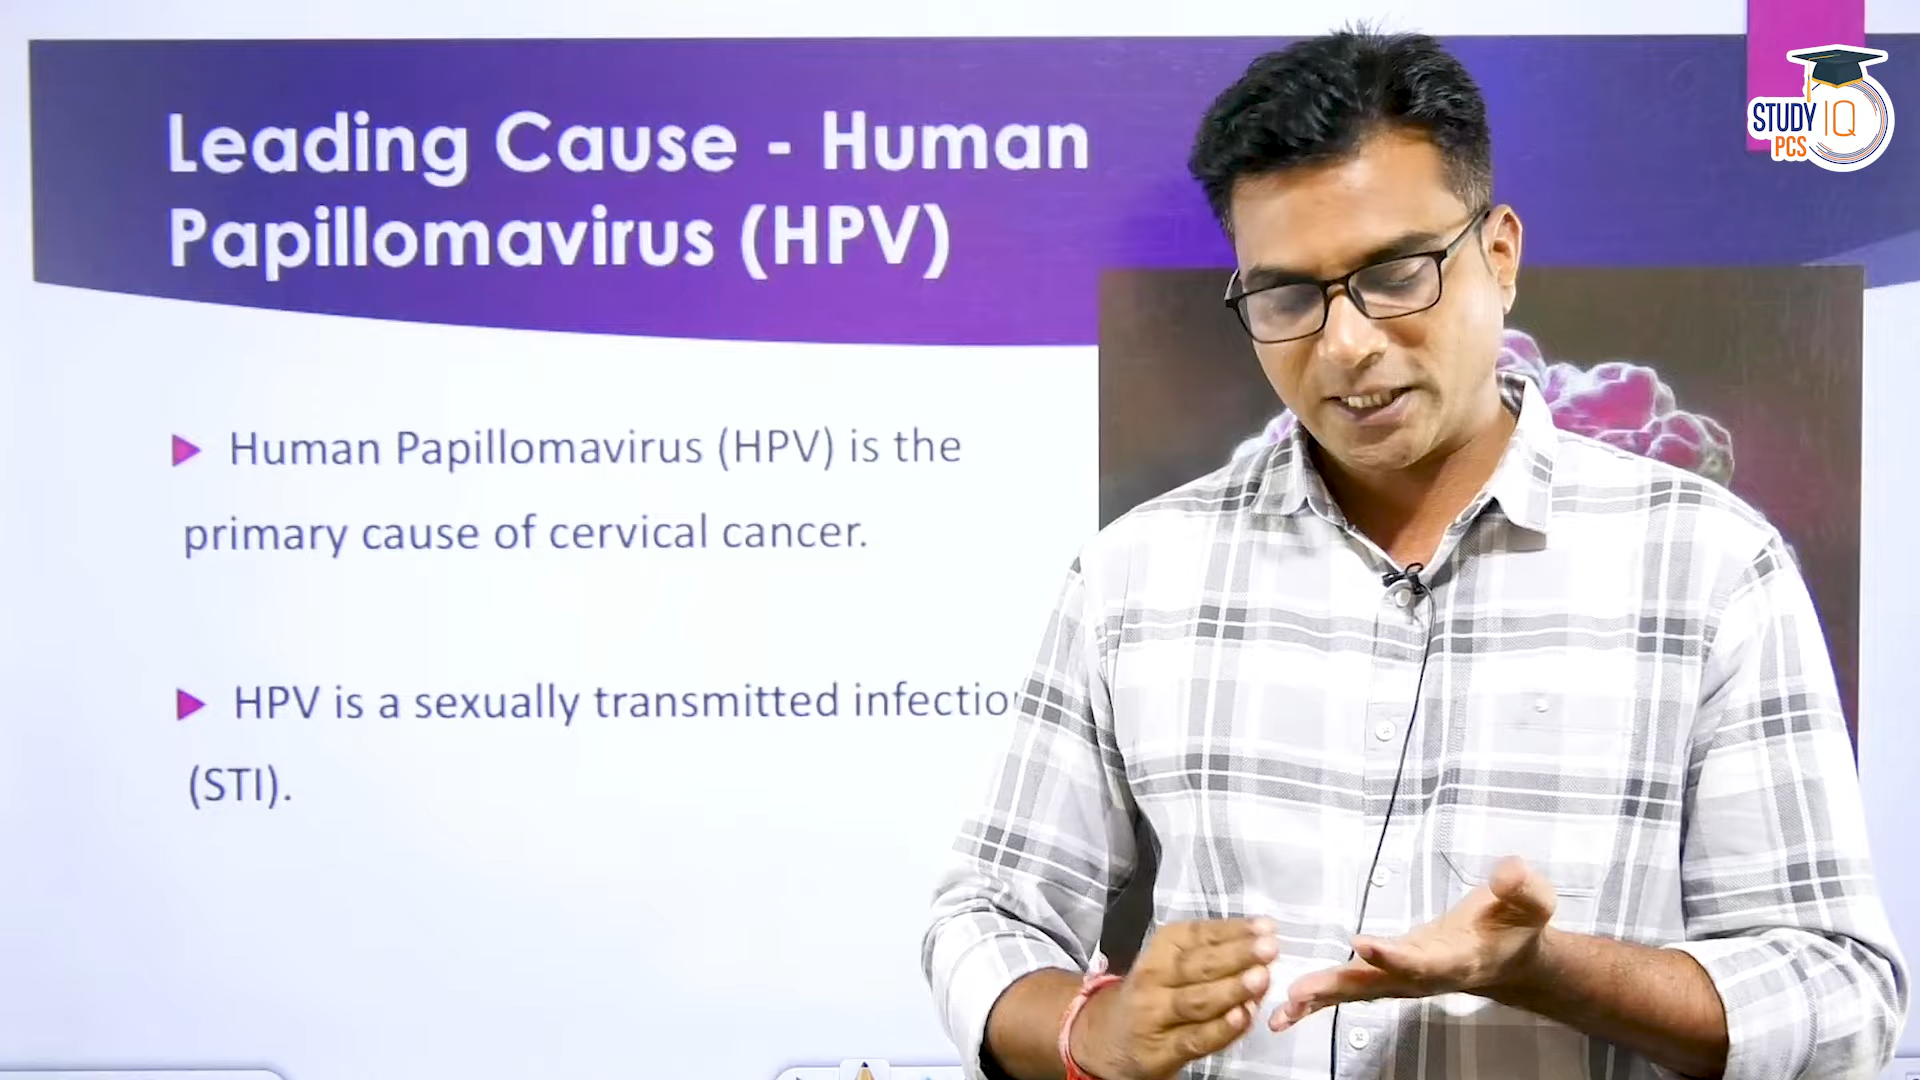 Leading Cause - Human
Papillomavirus (HPV)
STUDY IQ
PCS
Human Papillomavirus (HPV) is the
primary cause of cervical cancer.
HPV is a sexually transmitted
(STI).